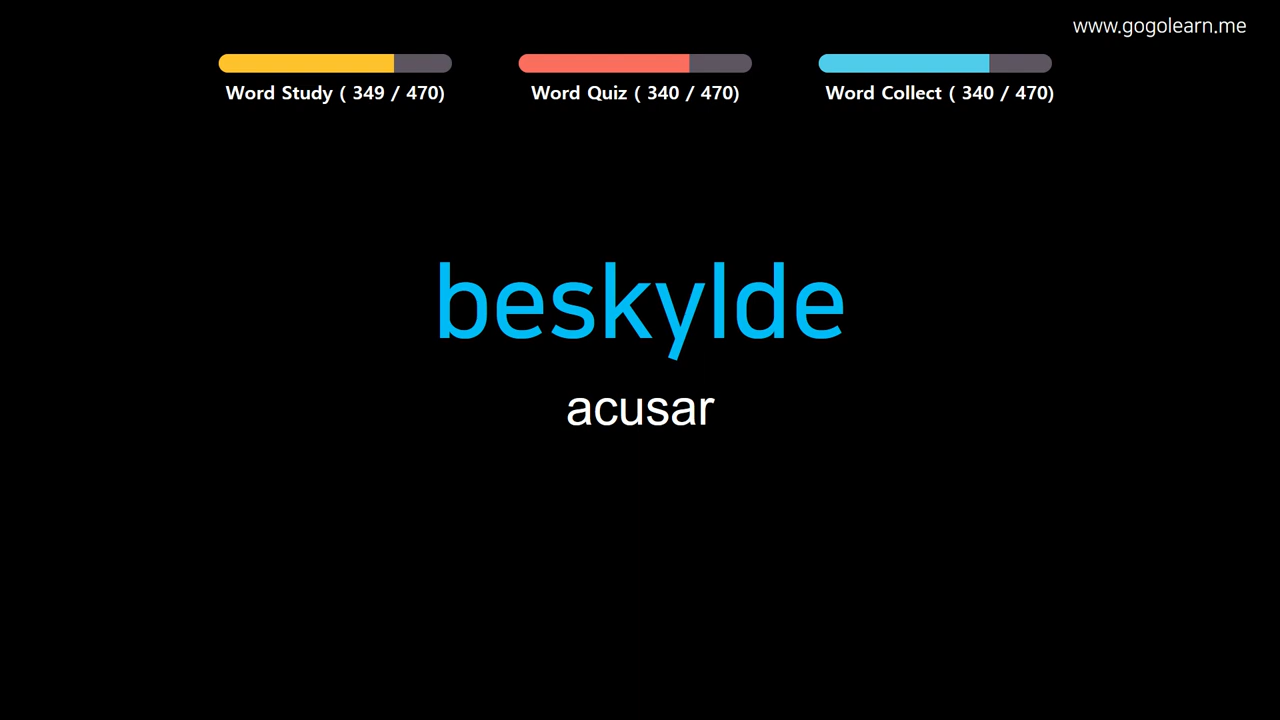 www.gogolearn.me
Word Study ( 349 / 470)
Word Quiz ( 340 / 470)
Word Collect ( 340 / 470)
beskylde
acusar